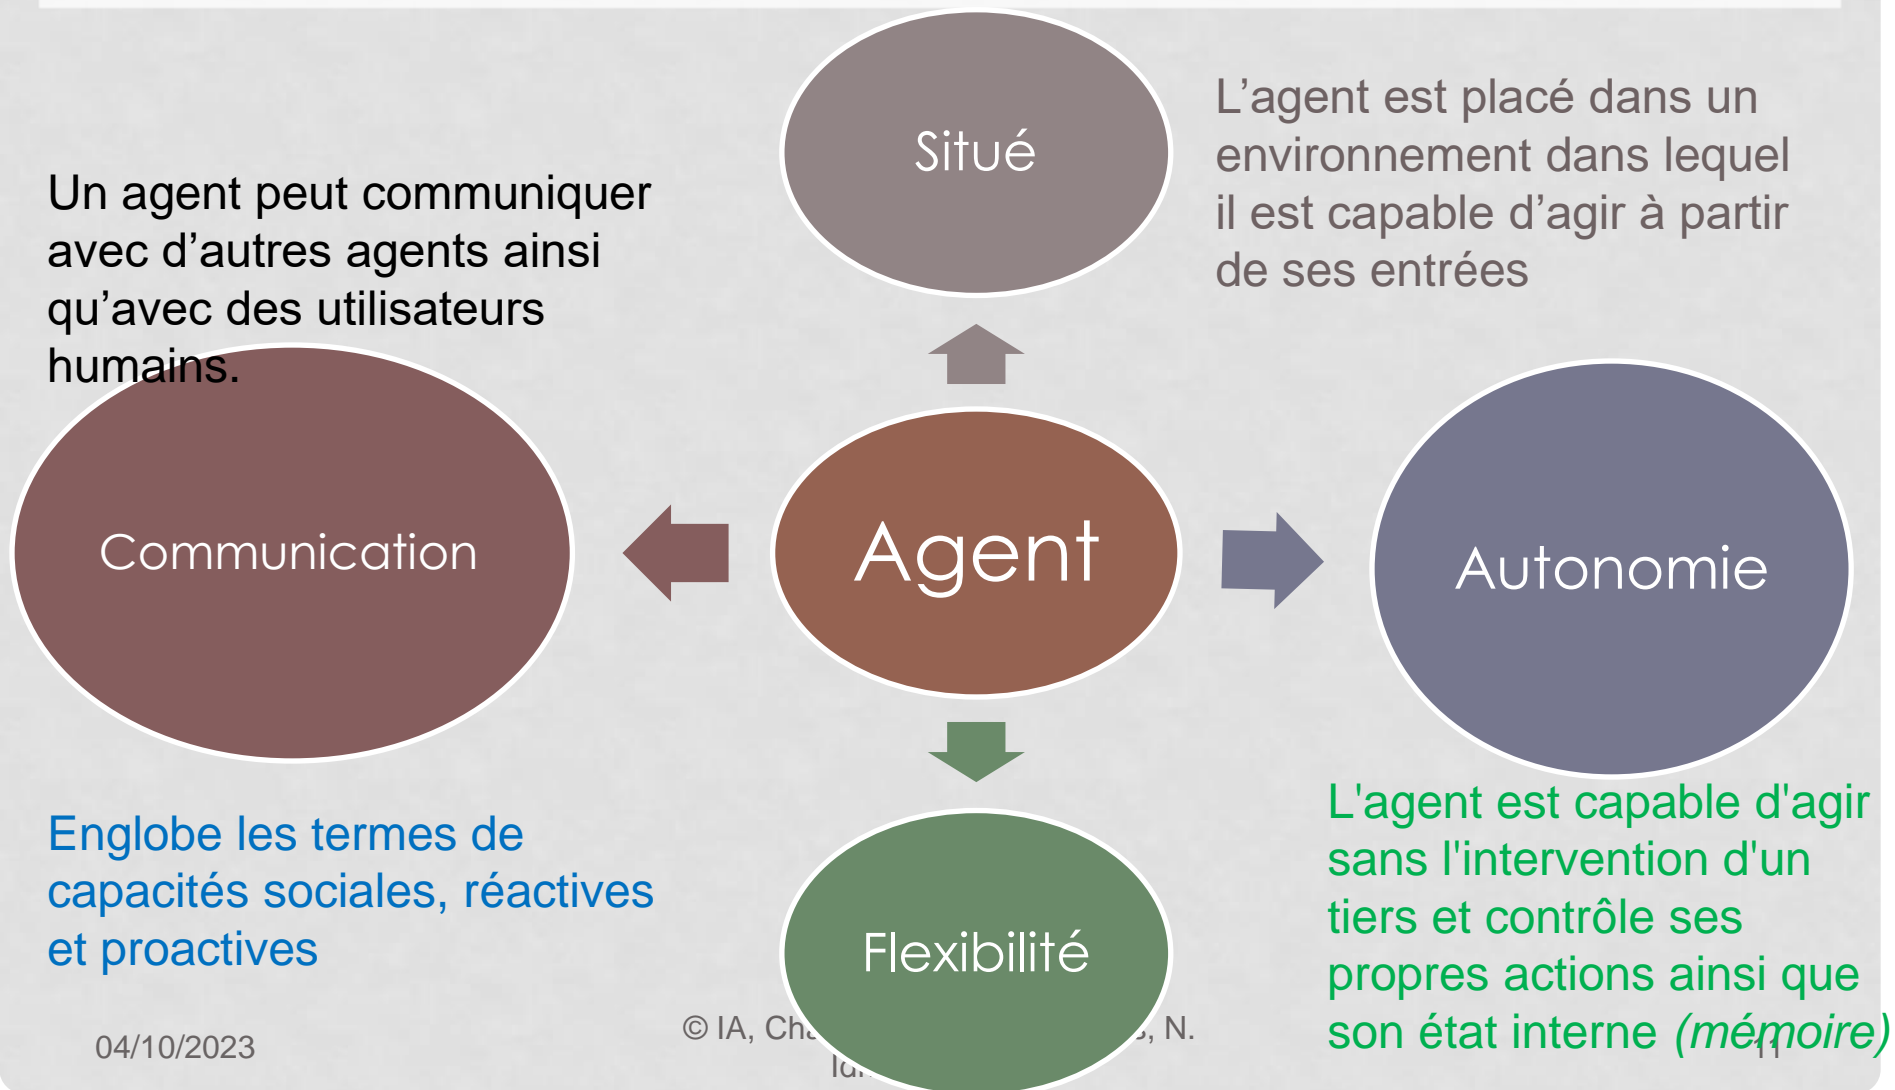 Situé
L’agent est placé dans un
environnement dans lequel
il est capable d’agir à partir
de ses entrées
Un agent peut communiquer
avec d’autres agents ainsi
qu’avec des utilisateurs
humains.
Communication
Agent
Autonomie
Englobe les termes de
capacités sociales, réactives
et proactives
Flexibilité
L'agent est capable d'agir
sans l'intervention d'un
tiers et contrôle ses
propres actions ainsi que
son état interne (mémoire)
04/10/2023
© IA, N.
11